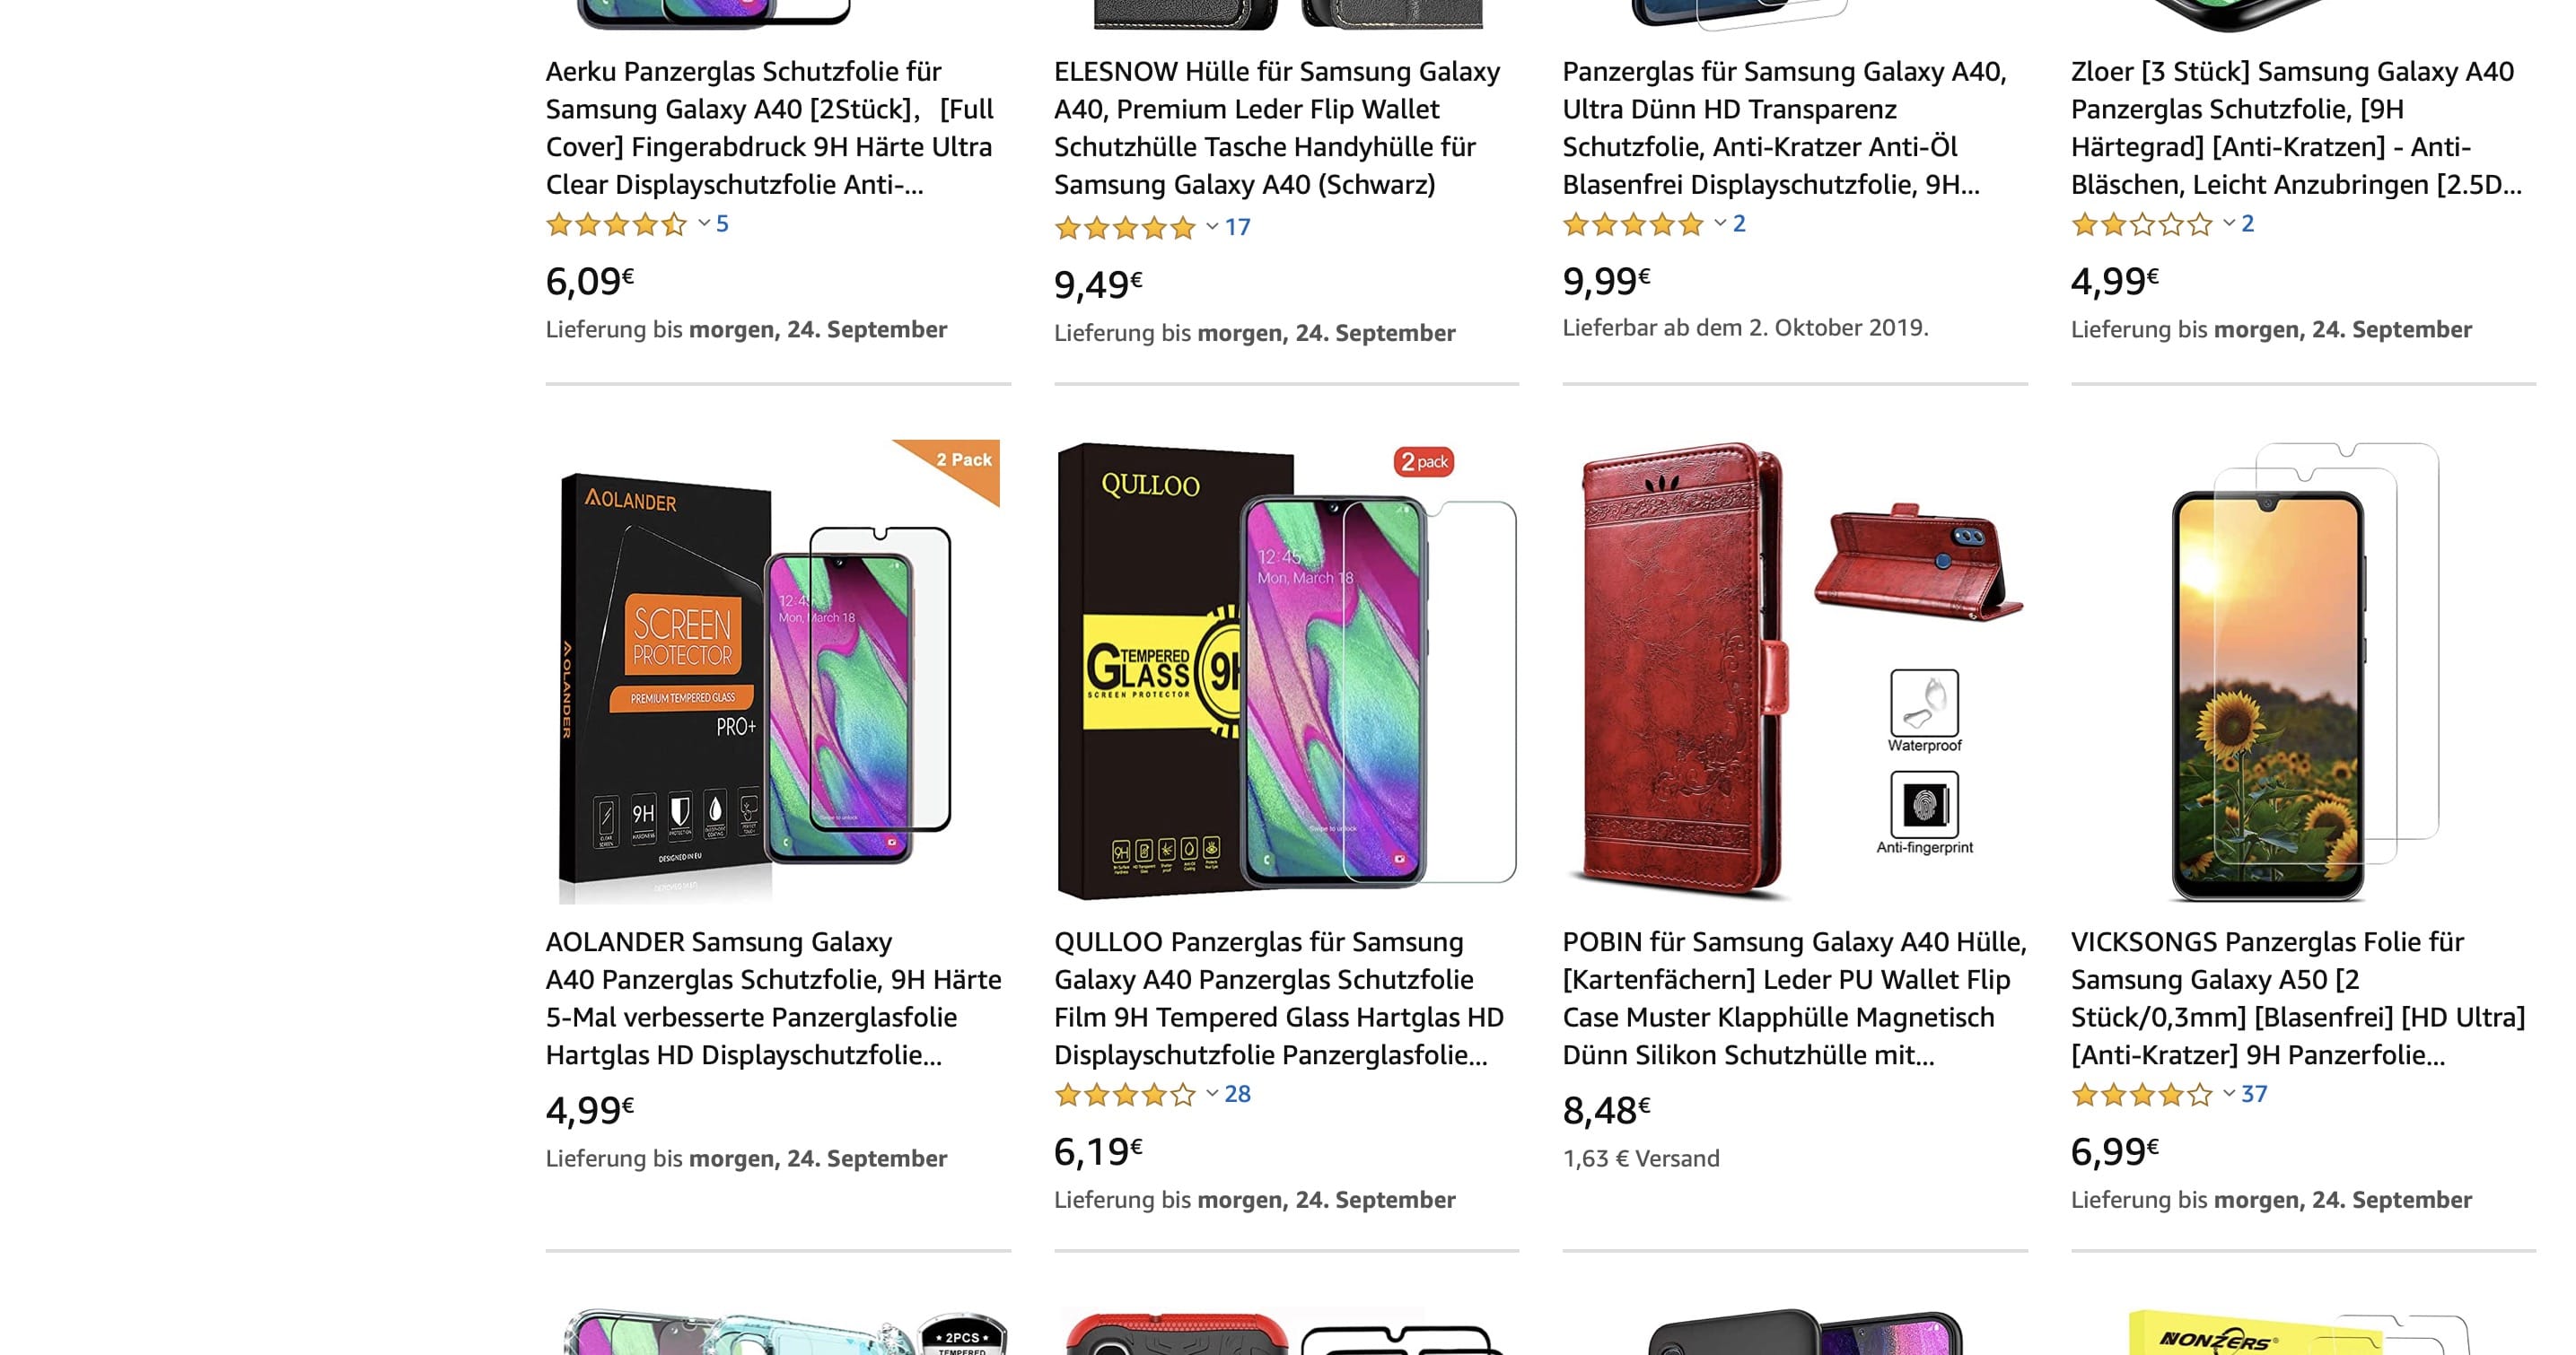 Aerku Panzerglas Schutzfolie für
Samsung Galaxy A40 [2Stück]， [Full
Cover] Fingerabdruck 9H Härte Ultra
Clear Displayschutzfolie Anti-...
5
6,09€
Lieferung bis morgen, 24. September
ELESNOW Hülle für Samsung Galaxy
A40, Premium Leder Flip Wallet
Schutzhülle Tasche Handyhülle für
Samsung Galaxy A40 (Schwarz)
17
9,49€
Lieferung bis morgen, 24. September
Panzerglas für Samsung Galaxy A40,
Ultra Dünn HD Transparenz
Schutzfolie, Anti-Kratzer Anti-Öl
Blasenfrei Displayschutzfolie, 9H...
2
9,99€
Lieferbar ab dem 2. Oktober 2019.
Zloer [3 Stück] Samsung Galaxy A40
Panzerglas Schutzfolie, [9H
Härtegrad] [Anti-Kratzen] - Anti-
Bläschen, Leicht Anzubringen [2.5D...
2
4,99€
Lieferung bis morgen, 24. September
2 Pack
AOLANDER
SCREEN
PROTECTOR
PREMIUM TEMPERED GLASS
PRO+
AOLANDER
9H
DESIGNED IN EU
12:45
Mon, March 18
Swipe to unlock
AOLANDER Samsung Galaxy
A40 Panzerglas Schutzfolie, 9H Härte
5-Mal verbesserte Panzerglasfolie
Hartglas HD Displayschutzfolie...
4,99€
Lieferung bis morgen, 24. September
2 pack
QULLOO
TEMPERED
GLASS
SCREEN PROTECTOR
9H
9H
12:45
Mon, March 18
Swipe to unlock
QULLOO Panzerglas für Samsung
Galaxy A40 Panzerglas Schutzfolie
Film 9H Tempered Glass Hartglas HD
Displayschutzfolie Panzerglasfolie...
28
6,19€
Lieferung bis morgen, 24. September
Waterproof
Anti-fingerprint
POBIN für Samsung Galaxy A40 Hülle,
[Kartenfächern] Leder PU Wallet Flip
Case Muster Klapphülle Magnetisch
Dünn Silikon Schutzhülle mit...
8,48€
1,63 € Versand
VICKSONGS Panzerglas Folie für
Samsung Galaxy A50 [2
Stück/0,3mm] [Blasenfrei] [HD Ultra]
[Anti-Kratzer] 9H Panzerfolie...
37
6,99€
Lieferung bis morgen, 24. September
2PCS
TEMPERED
NONZERS®